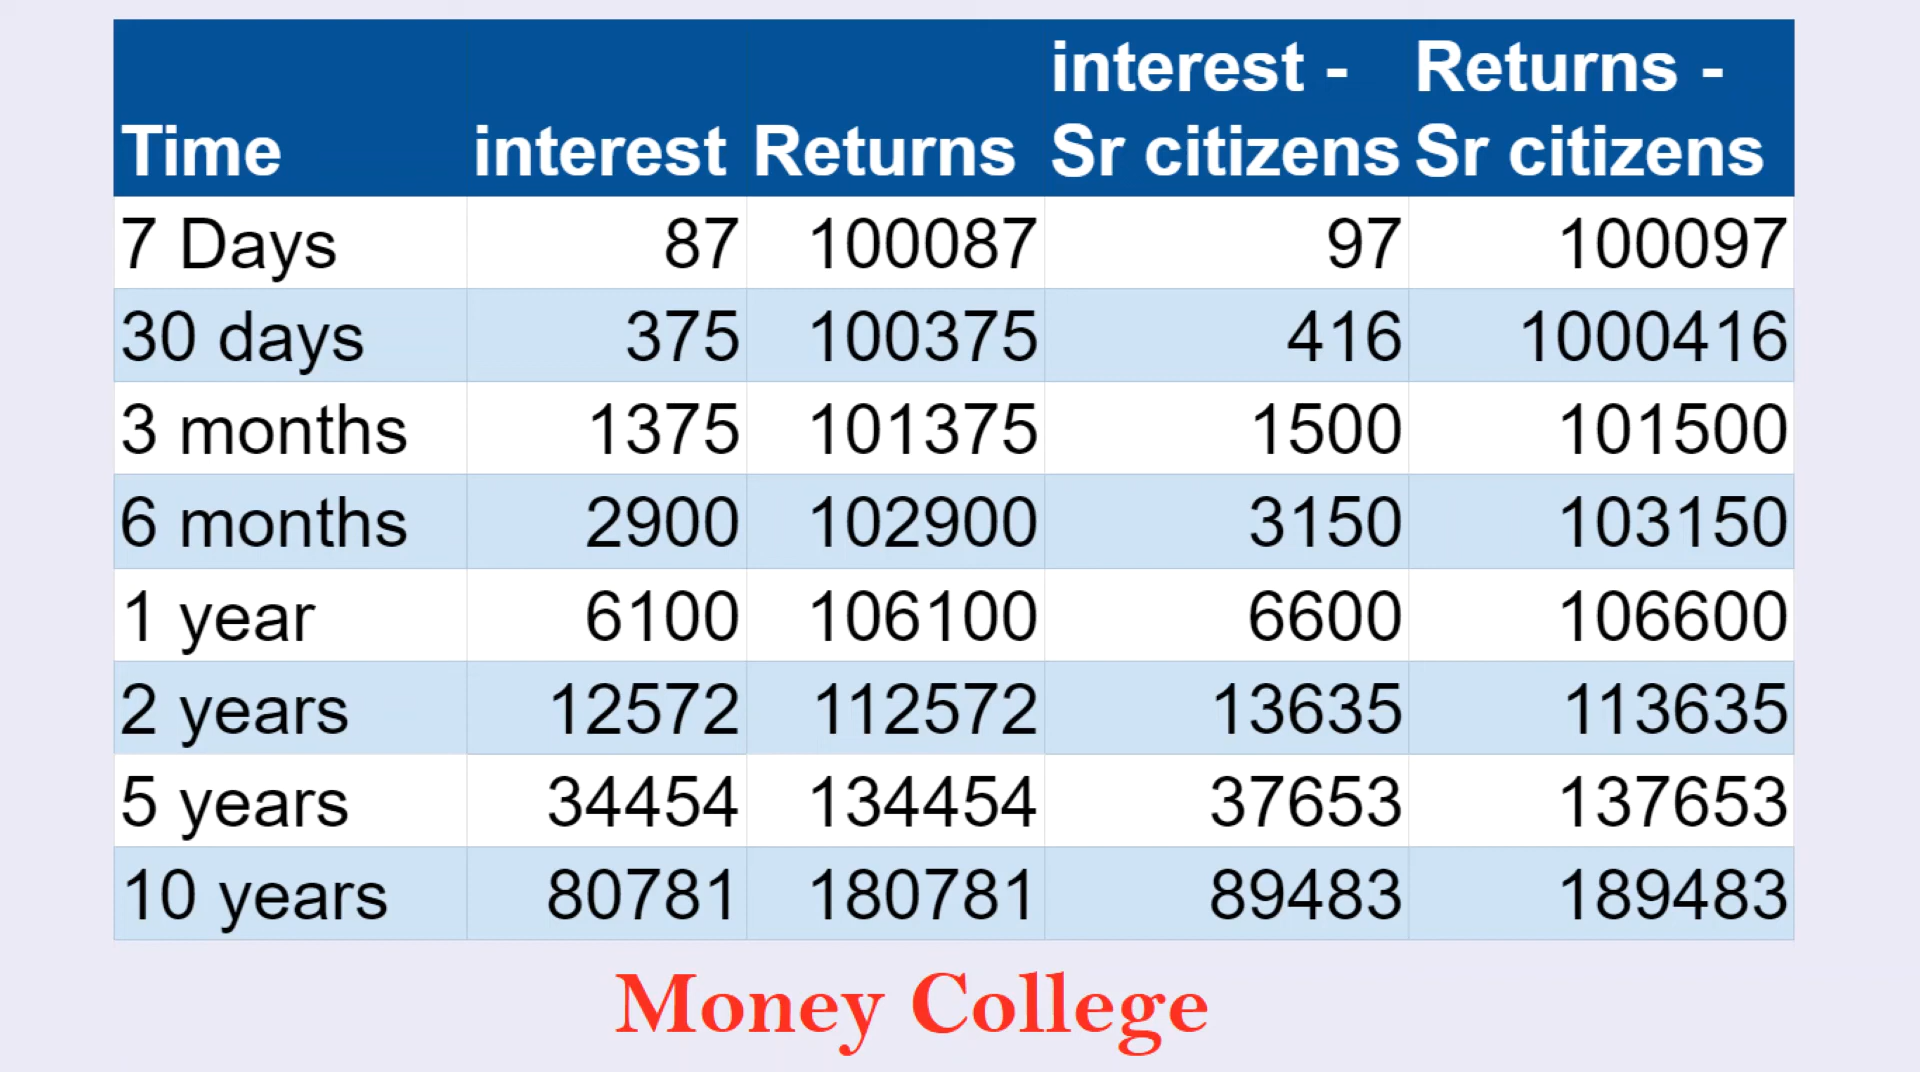 Time interest Returns interest - Sr citizens Returns - Sr citizens
7 Days 87 100087 97 100097
30 days 375 100375 416 1000416
3 months 1375 101375 1500 101500
6 months 2900 102900 3150 103150
1 year 6100 106100 6600 106600
2 years 12572 112572 13635 113635
5 years 34454 134454 37653 137653
10 years 80781 180781 89483 189483
Money College